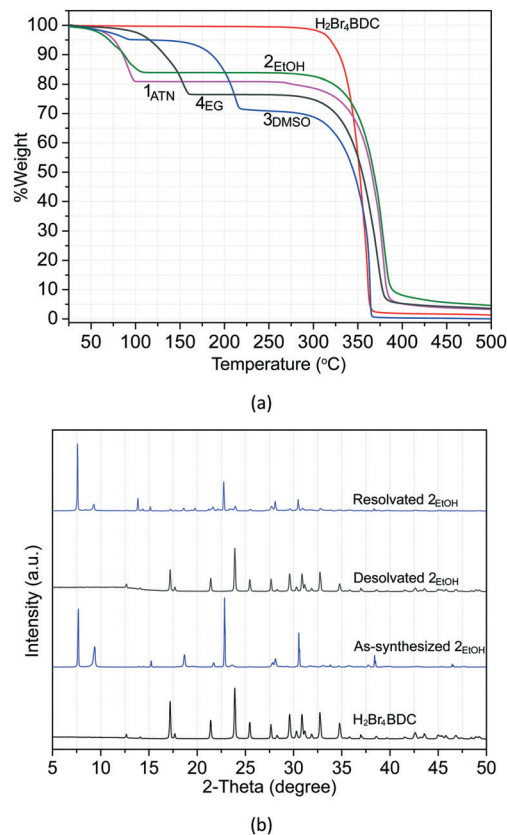 100
90
80
70
60
50
40
30
20
10
0
%Weight
H₂Br₄BDC
2EtOH
1ATN
4EG
3DMSO
50 100 150 200 250 300 350 400 450 500
Temperature (°C)
(a)
Intensity (a.u.)
Resolvated 2EtOH
Desolvated 2EtOH
As-synthesized 2EtOH
H₂Br₄BDC
5 10 15 20 25 30 35 40 45 50
2-Theta (degree)
(b)